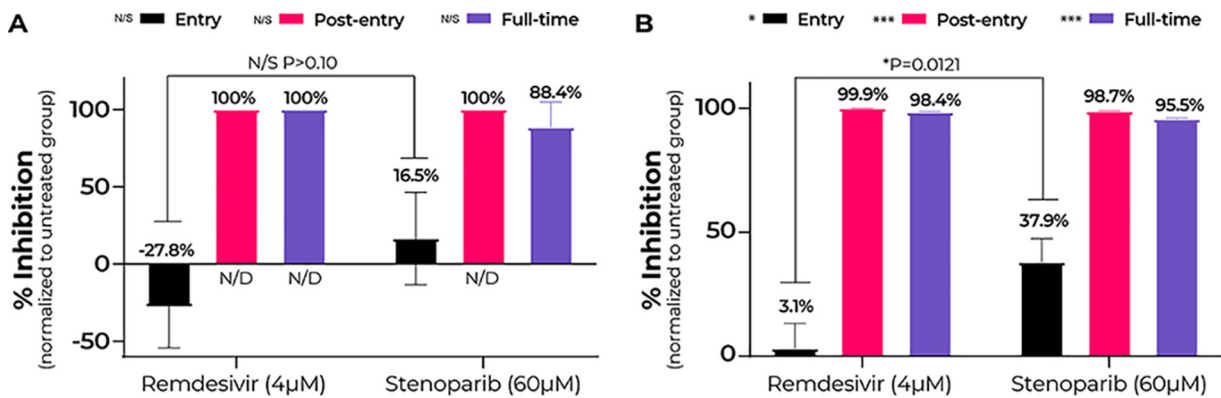 A
N/S Entry N/S Post-entry N/S Full-time
N/S P>0.10
% Inhibition
(normalized to untreated group)
100
50
0
-50
-27.8%
100%
100%
16.5%
100%
88.4%
N/D
N/D
N/D
Remdesivir (4µM) Stenoparib (60µM)
B
* Entry *** Post-entry *** Full-time
*P=0.0121
% Inhibition
(normalized to untreated group)
100
50
0
3.1%
99.9%
98.4%
37.9%
98.7%
95.5%
Remdesivir (4µM) Stenoparib (60µM)